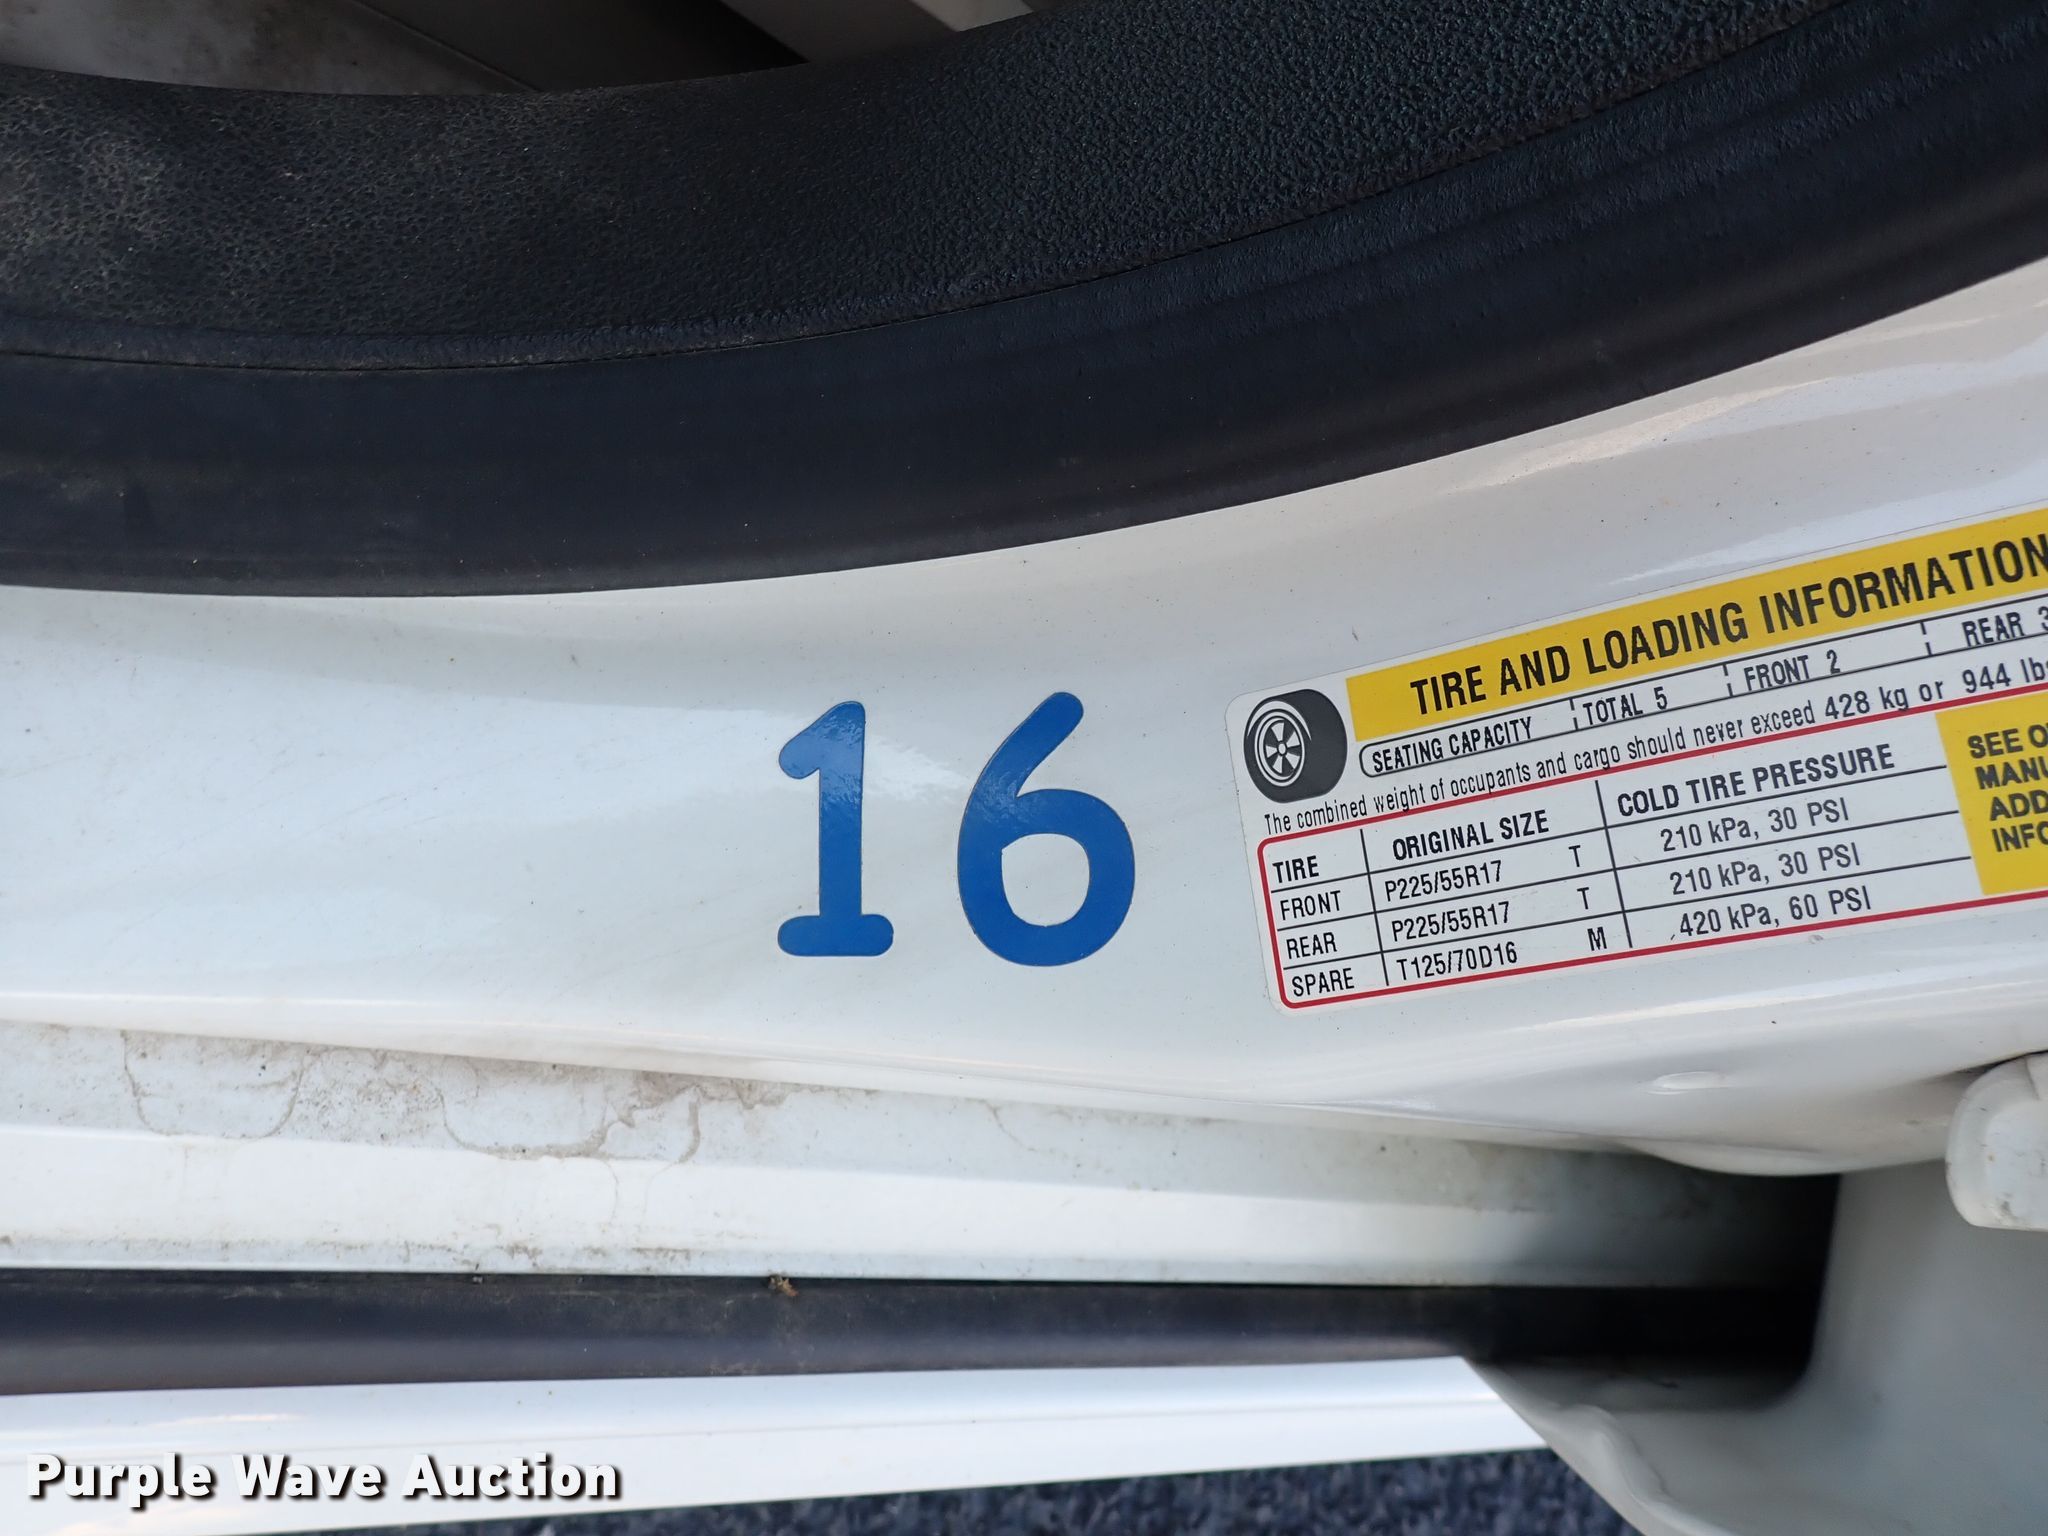 16
TIRE AND LOADING INFORMATION
SEATING CAPACITY TOTAL 5 FRONT 2 REAR 3
The combined weight of occupants and cargo should never exceed 428 kg or 944 lbs
TIRE ORIGINAL SIZE COLD TIRE PRESSURE
FRONT P225/55R17 T 210 kPa, 30 PSI
REAR P225/55R17 T 210 kPa, 30 PSI
SPARE T125/70D16 M 420 kPa, 60 PSI
SEE
Purple Wave Auction